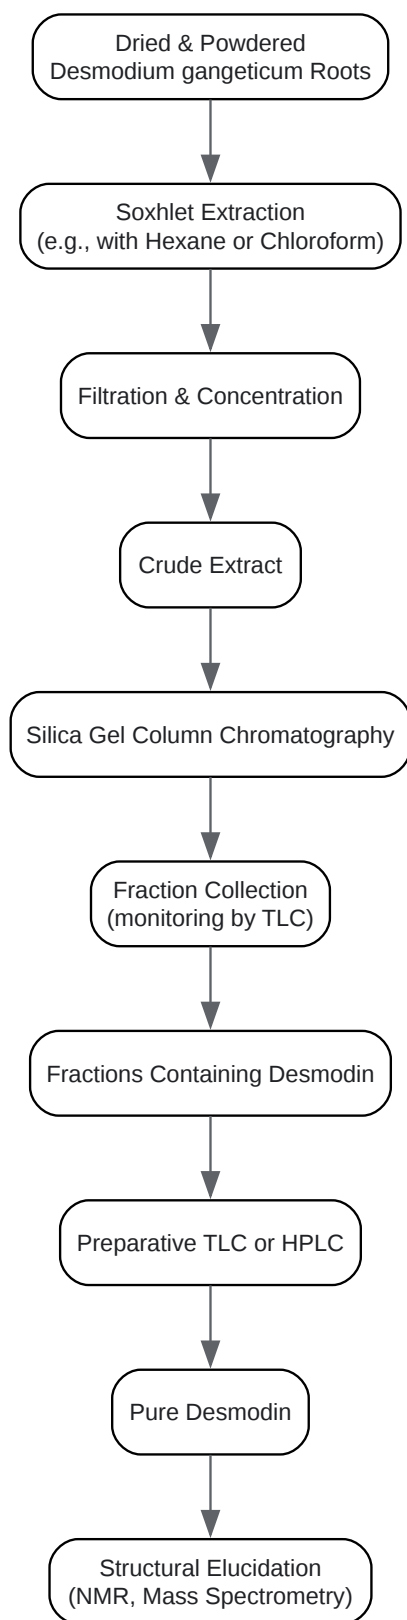 Dried & Powdered
Desmodium gangeticum Roots
Soxhlet Extraction
(e.g., with Hexane or Chloroform)
Filtration & Concentration
Crude Extract
Silica Gel Column Chromatography
Fraction Collection
(monitoring by TLC)
Fractions Containing Desmodin
Preparative TLC or HPLC
Pure Desmodin
Structural Elucidation
(NMR, Mass Spectrometry)